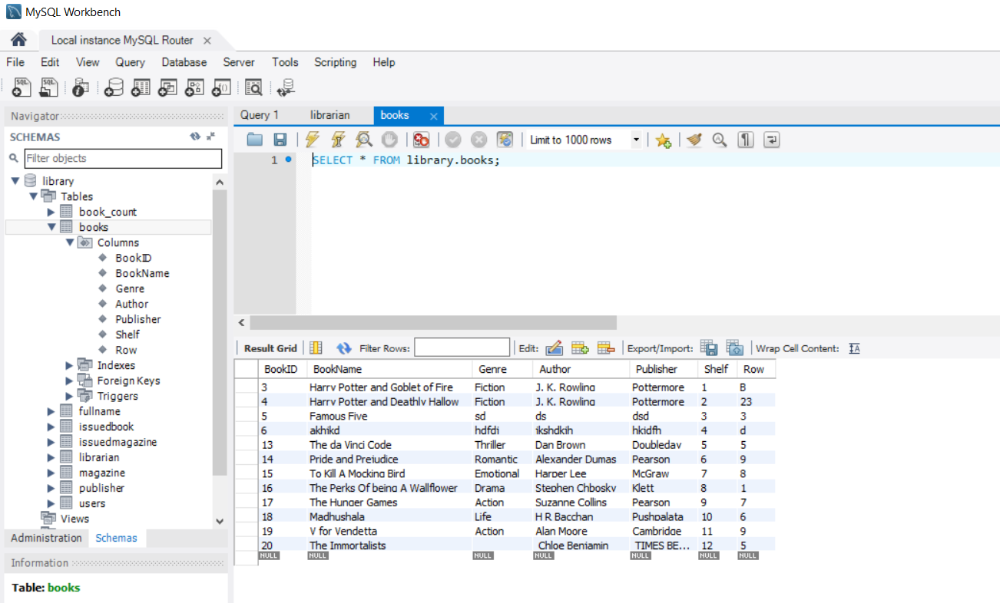 MySQL Workbench
Local instance MySQL Router
File Edit View Query Database Server Tools Scripting Help
SQL SQL
Navigator
SCHEMAS
Filter objects
library
Tables
book_count
books
Columns
BookID
BookName
Genre
Author
Publisher
Shelf
Row
Indexes
Foreign Keys
Triggers
fullname
issuedbook
issuedmagazine
librarian
magazine
publisher
users
Views
Administration Schemas
Information
Table: books
Query 1 librarian books
Limit to 1000 rows
1 SELECT * FROM library.books;
Result Grid Filter Rows: Edit: Export/Import: Wrap Cell Content:
BookID BookName Genre Author Publisher Shelf Row
3 Harry Potter and Goblet of Fire Fiction J. K. Rowling Pottermore 1 B
4 Harry Potter and Deathly Hallow Fiction J. K. Rowling Pottermore 2 23
5 Famous Five sd ds dsd 3 3
6 akhikd hdfdi ikshdkih hkidfh 4 d
13 The da Vinci Code Thriller Dan Brown Doubleday 5 5
14 Pride and Prejudice Romantic Alexander Dumas Pearson 6 9
15 To Kill A Mocking Bird Emotional Harper Lee McGraw 7 8
16 The Perks Of being A Wallflower Drama Stephen Chbosky Klett 8 1
17 The Hunger Games Action Suzanne Collins Pearson 9 7
18 Madhushala Life H R Bacchan Pushpalata 10 6
19 V for Vendetta Action Alan Moore Cambridge 11 9
20 The Immortalists Chloe Benjamin TIMES BE... 12 5
NULL NULL NULL NULL NULL NULL NULL